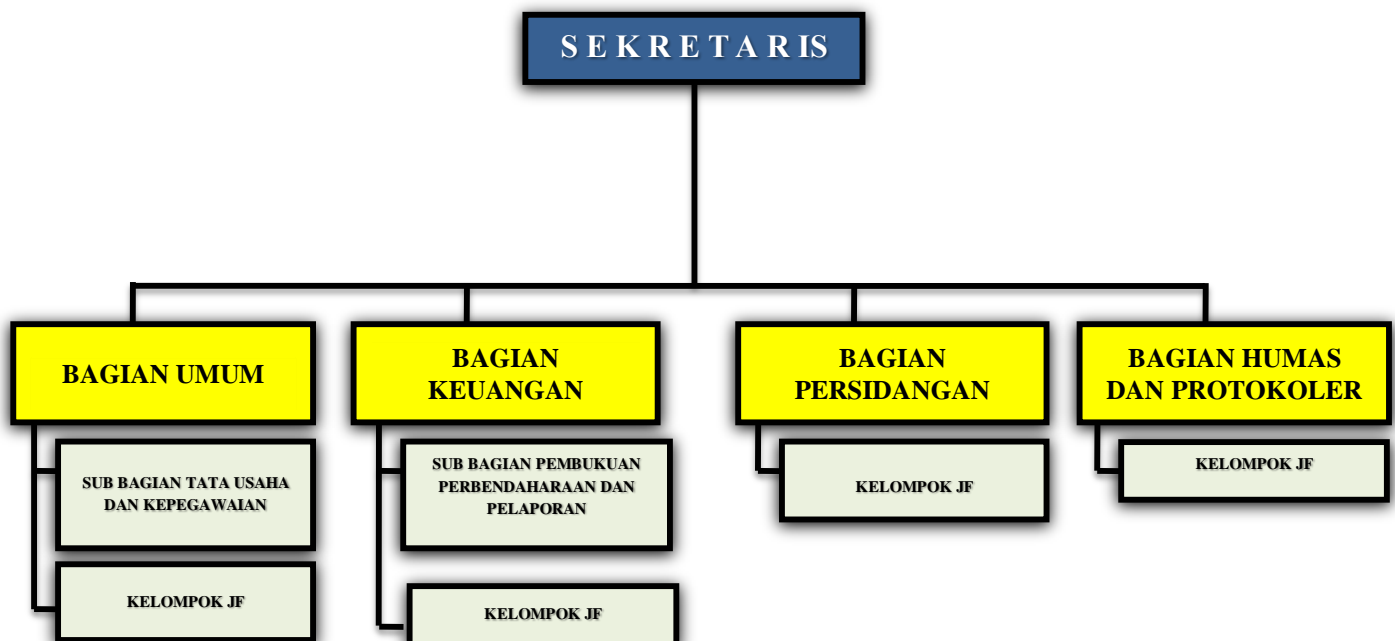 S E K R E T A R IS
BAGIAN UMUM
BAGIAN
KEUANGAN
BAGIAN
PERSIDANGAN
BAGIAN HUMAS
DAN PROTOKOLER
SUB BAGIAN TATA USAHA
DAN KEPEGAWAIAN
SUB BAGIAN PEMBUKUAN
PERBENDAHARAAN DAN
PELAPORAN
KELOMPOK JF
KELOMPOK JF
KELOMPOK JF
KELOMPOK JF